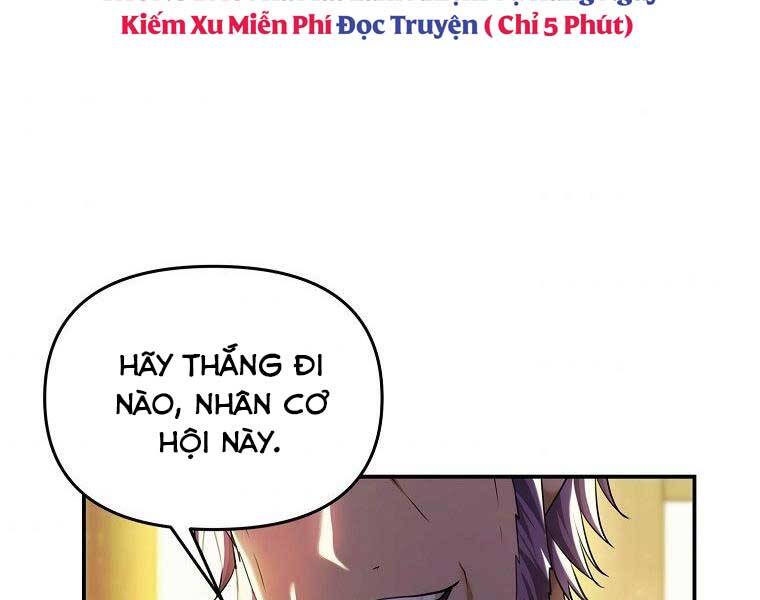 Kiếm Xu Miễn Phí Đọc Truyện ( Chỉ 5 Phút)
HÃY THẮNG ĐI
NÀO, NHÂN CƠ
HỘI NÀY.